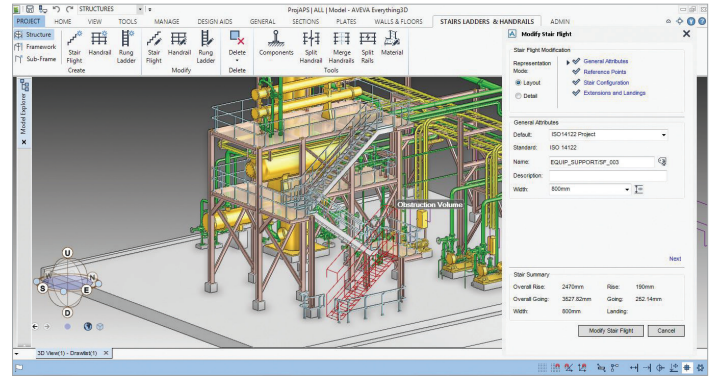 STRUCTURES
ProjAPS | ALL | Model - AVEVA Everything3D
PROJECT HOME VIEW TOOLS MANAGE DESIGN AIDS GENERAL SECTIONS PLATES WALLS & FLOORS STAIRS LADDERS & HANDRAILS ADMIN
Structure
Framework
Sub-Frame
Stair Flight
Handrail
Rung Ladder
Create
Stair Flight
Handrail
Rung Ladder
Modify
Delete
Delete
Components
Split Handrail
Merge Handrails
Split Rails
Material
Tools
Model Explorer
Obstruction Volume
U
N
W
S
E
D
3D View(1) - Drawlist(1) X
Modify Stair Flight
Stair Flight Modification
Representation Mode:
Layout
Detail
General Attributes
Reference Points
Stair Configuration
Extensions and Landings
General Attributes
Default: ISO14122 Project
Standard: ISO 14122
Name: EQUIP_SUPPORT/SF_003
Description:
Width: 800mm
Next
Stair Summary
Overall Rise: 2470mm Rise: 190mm
Overall Going: 3627.82mm Going: 282.14mm
Width: 800mm Landing:
Modify Stair Flight Cancel